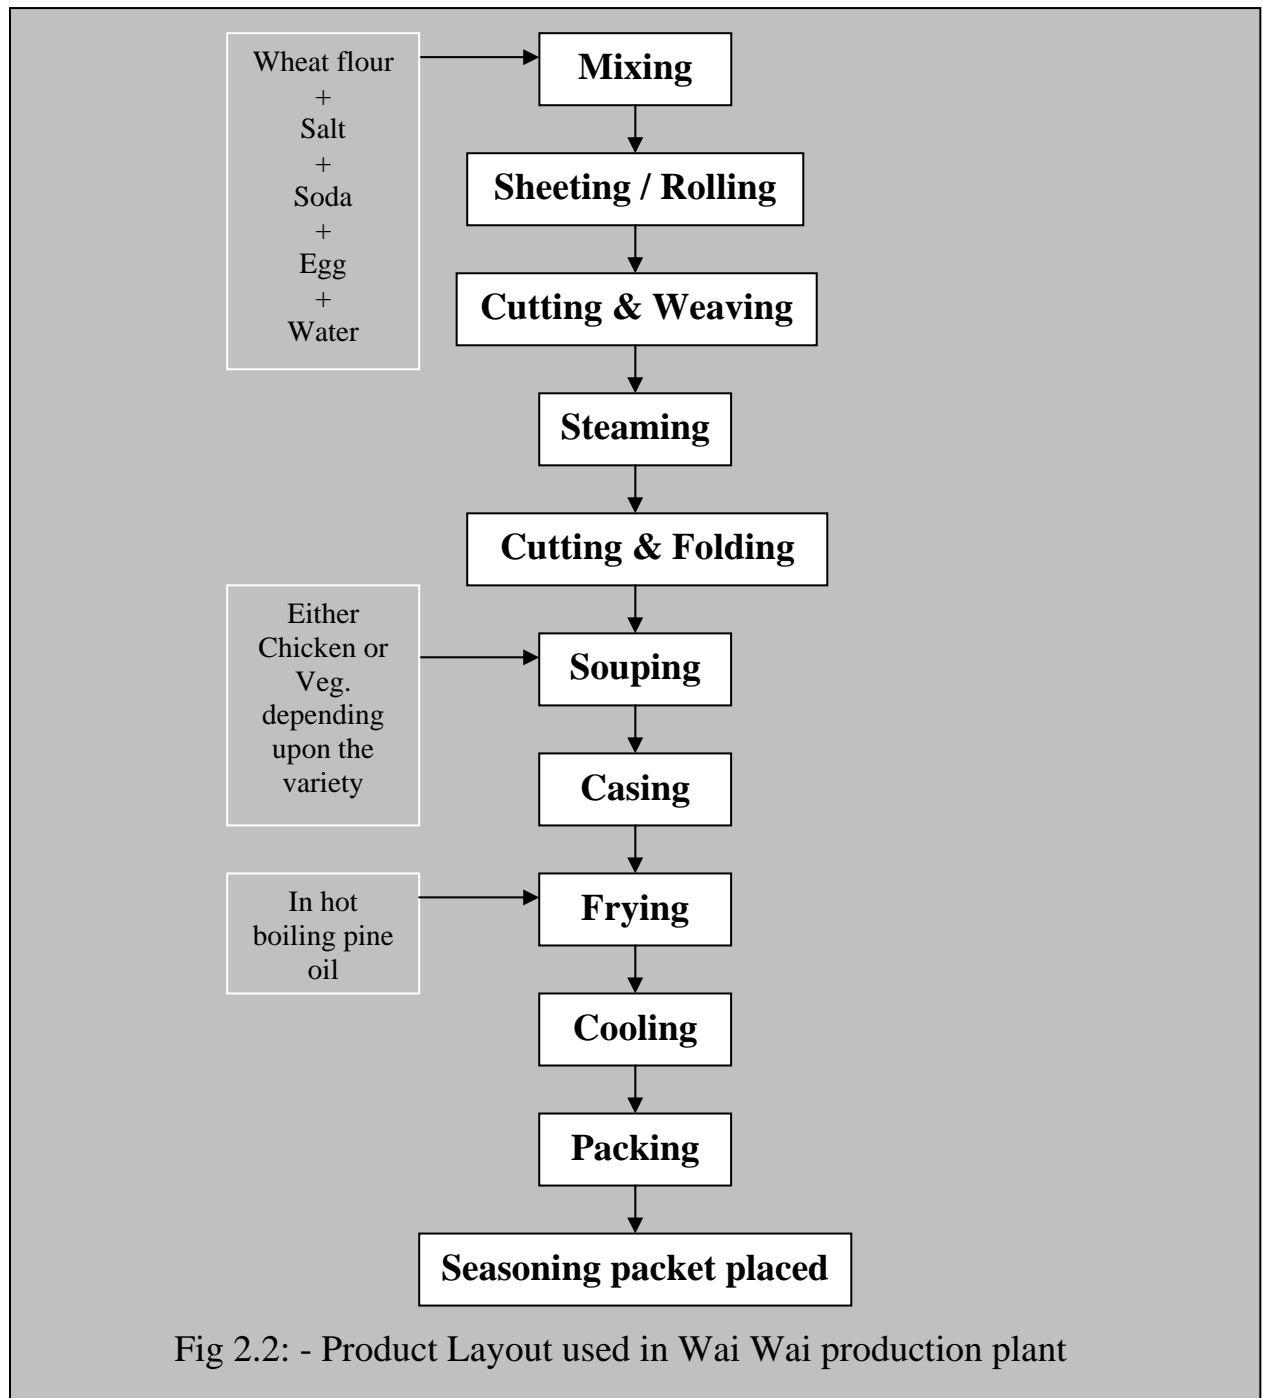 Wheat flour
+
Salt
+
Soda
+
Egg
+
Water
Mixing
Sheeting / Rolling
Cutting & Weaving
Steaming
Cutting & Folding
Either
Chicken or
Veg.
depending
upon the
variety
Souping
Casing
In hot
boiling pine
oil
Frying
Cooling
Packing
Seasoning packet placed
Fig 2.2: - Product Layout used in Wai Wai production plant